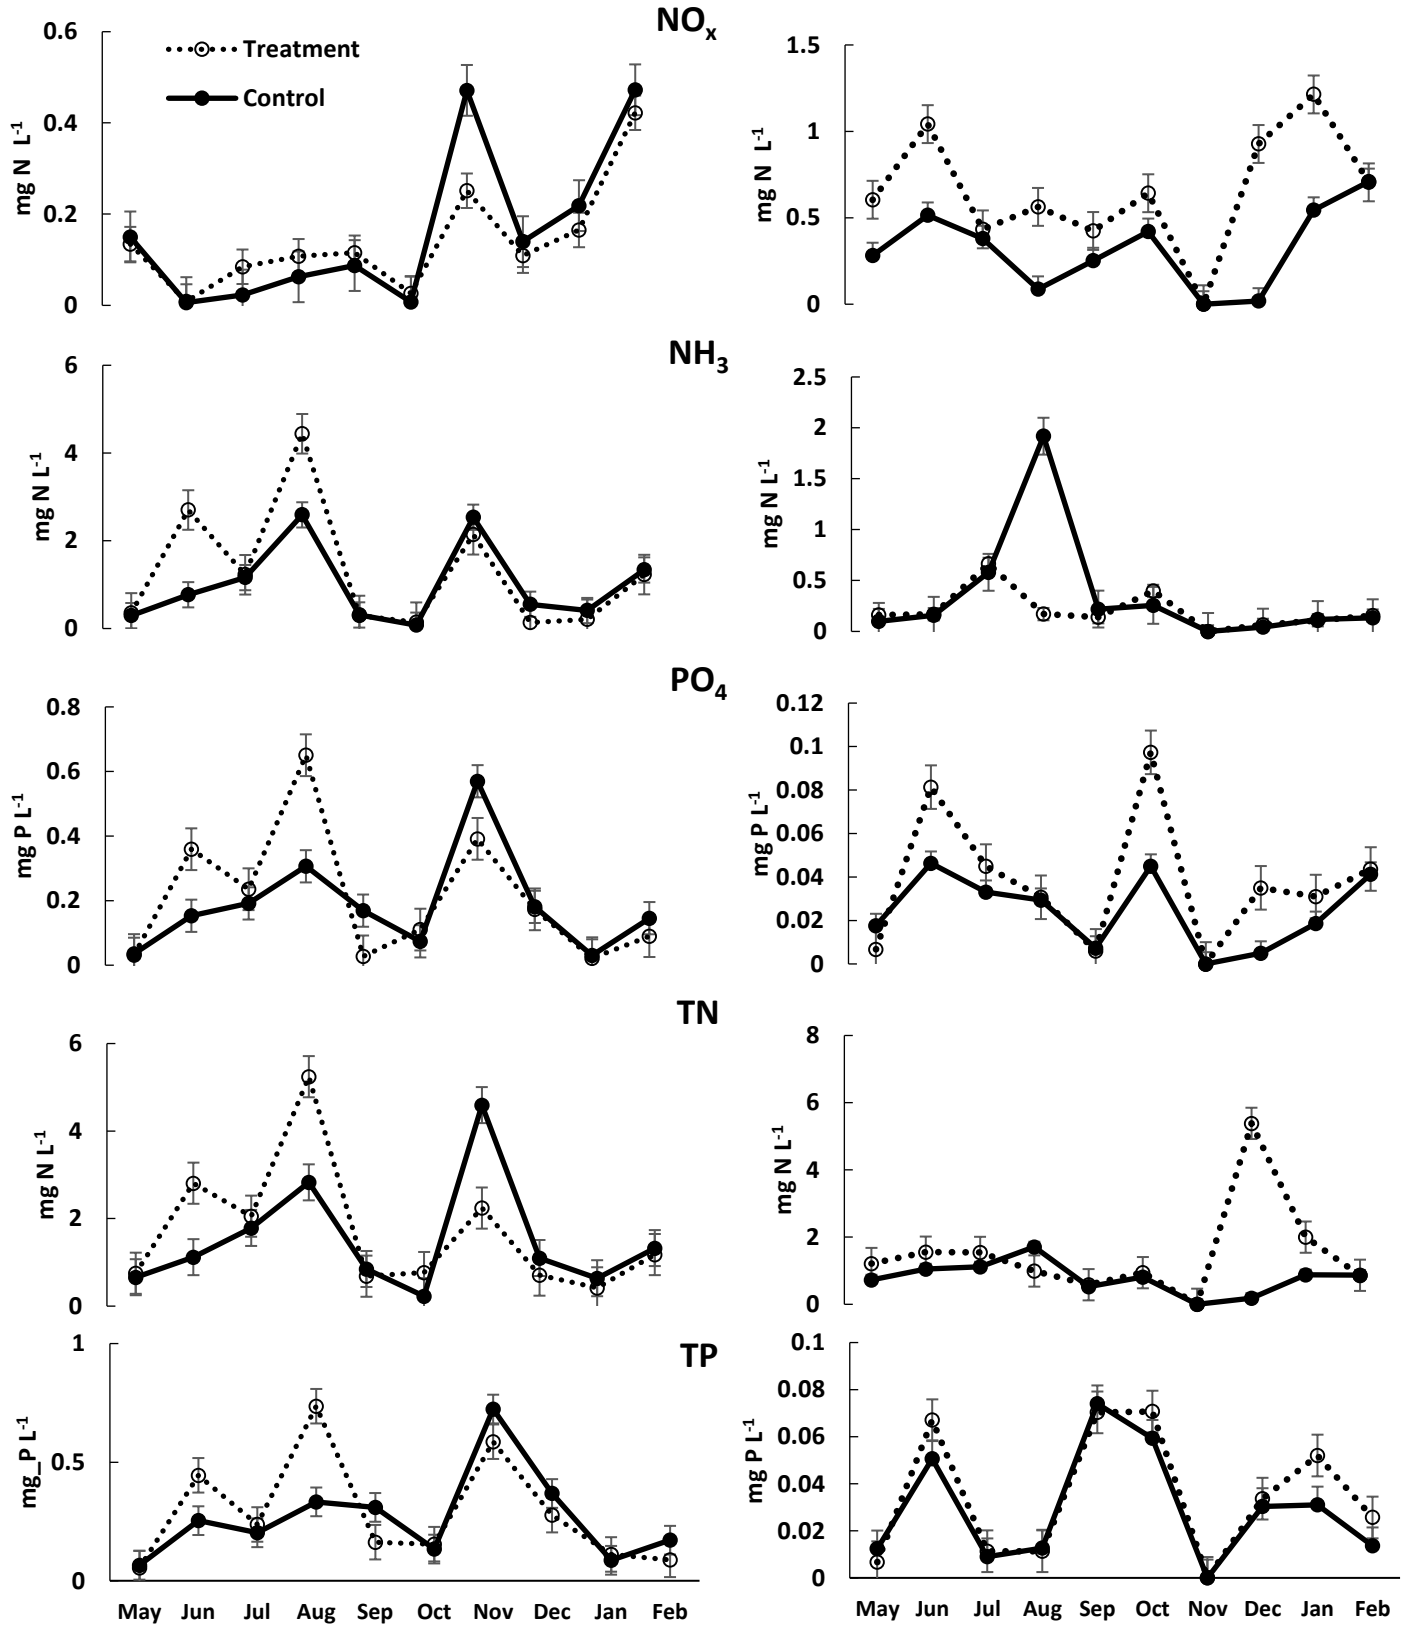 NOx
0.6
0.4
0.2
0
mg N L-1
Treatment
Control
1.5
1
0.5
0
mg N L-1
NH3
6
4
2
0
mg N L-1
2.5
2
1.5
1
0.5
0
mg N L-1
PO4
0.8
0.6
0.4
0.2
0
mg P L-1
0.12
0.1
0.08
0.06
0.04
0.02
0
mg P L-1
TN
6
4
2
0
mg N L-1
8
6
4
2
0
mg N L-1
TP
1
0.5
0
mg_P L-1
May Jun Jul Aug Sep Oct Nov Dec Jan Feb
0.1
0.08
0.06
0.04
0.02
0
mg P L-1
May Jun Jul Aug Sep Oct Nov Dec Jan Feb